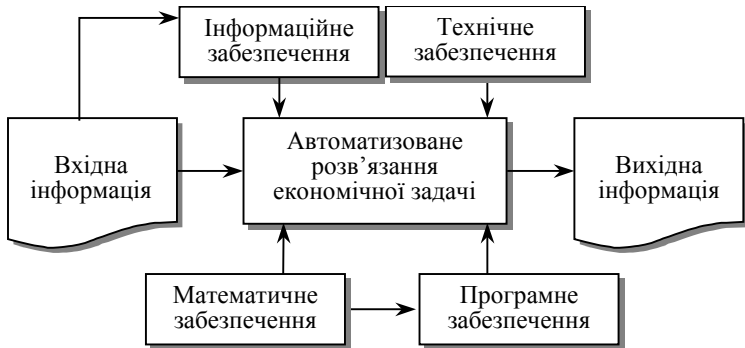 Інформаційне
забезпечення
Технічне
забезпечення
Вхідна
інформація
Автоматизоване
розв’язання
економічної задачі
Вихідна
інформація
Математичне
забезпечення
Програмне
забезпечення